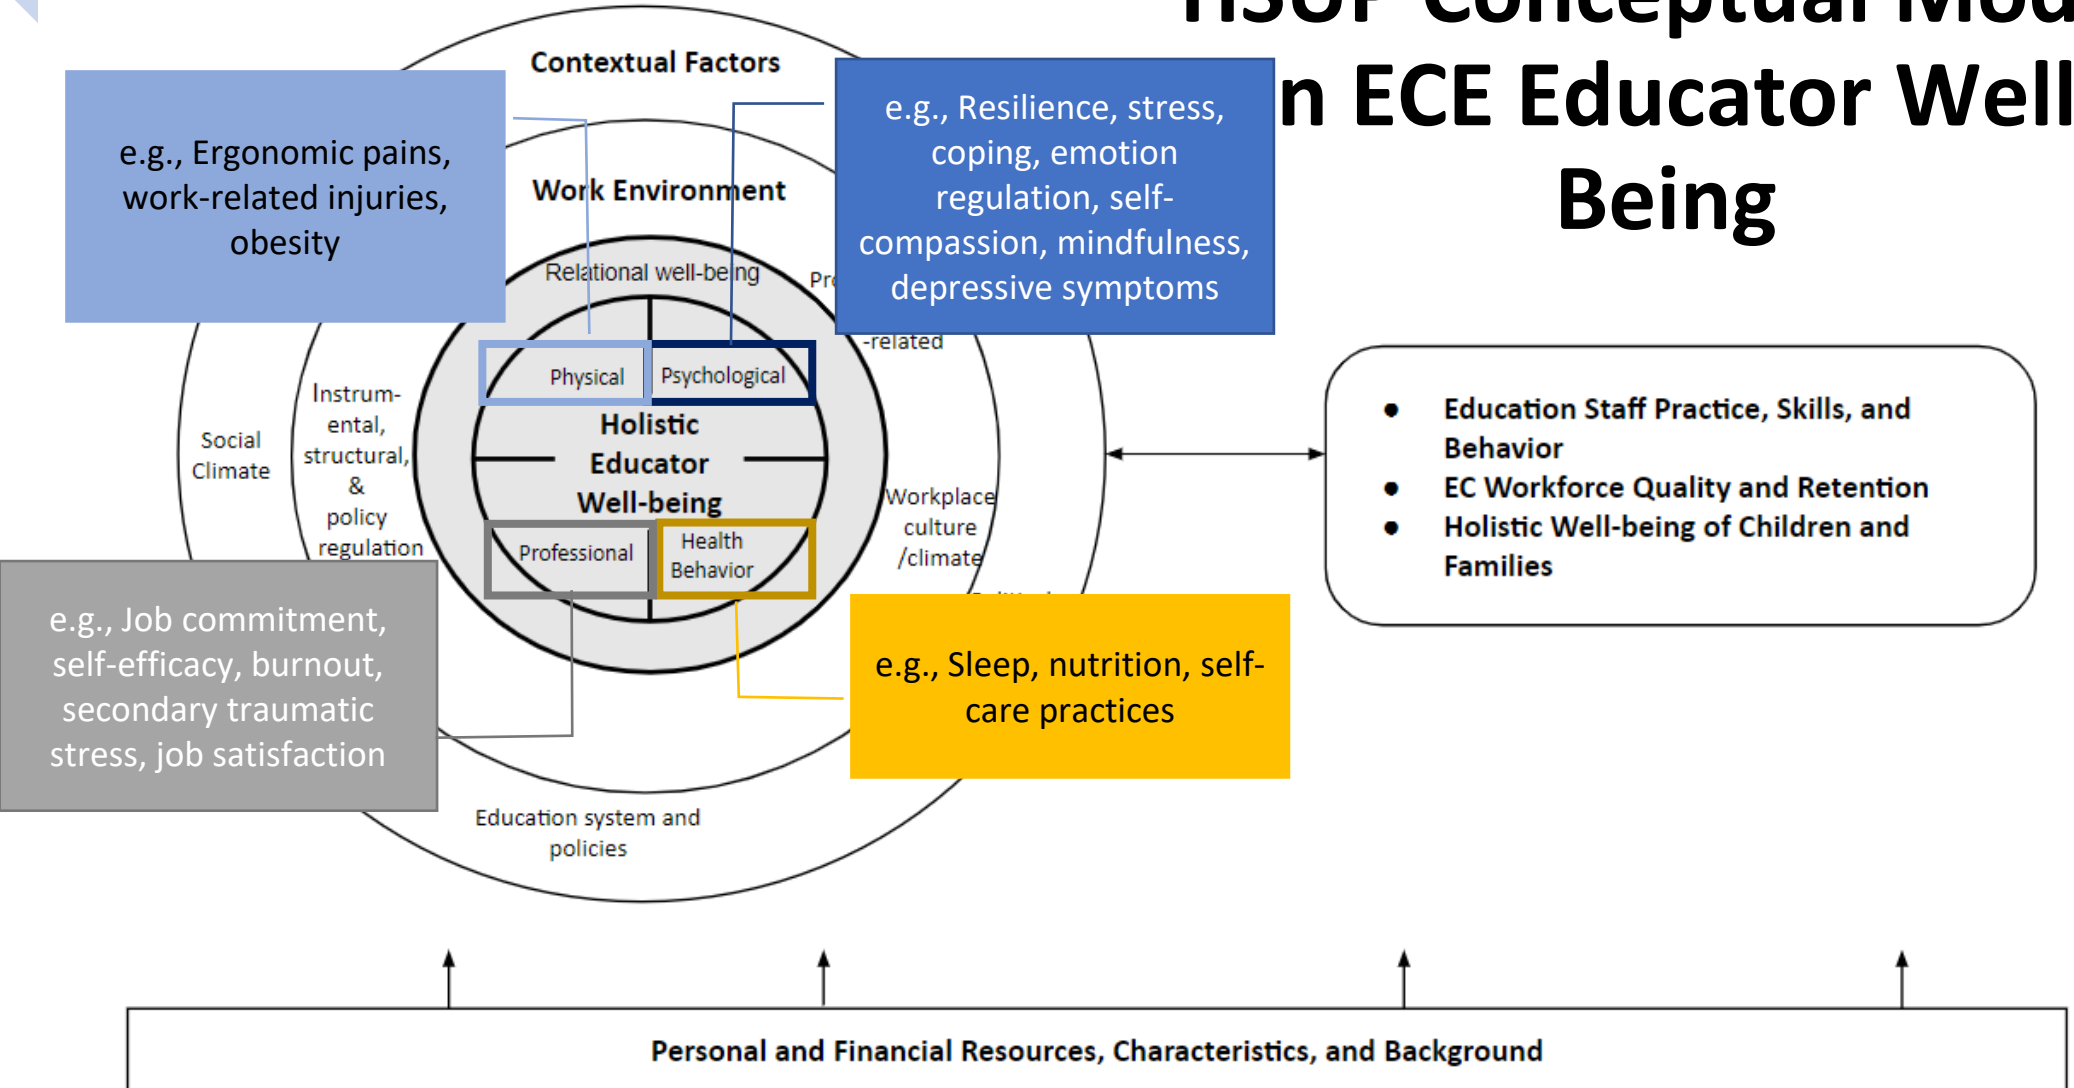 HSUP Conceptual
n ECE Educator Well
Being
Contextual Factors
e.g., Ergonomic pains,
work-related injuries,
obesity
e.g., Resilience, stress,
coping, emotion
regulation, self-
compassion, mindfulness,
depressive symptoms
Work Environment
Relational well-being
-related
Physical
Psychological
Holistic
Educator
Well-being
Professional
Health
Behavior
Social
Climate
Instrum-
ental,
structural,
&
policy
regulation
Workplace
culture
/climate
e.g., Job commitment,
self-efficacy, burnout,
secondary traumatic
stress, job satisfaction
e.g., Sleep, nutrition, self-
care practices
Education system and
policies
● Education Staff Practice, Skills, and
Behavior
● EC Workforce Quality and Retention
● Holistic Well-being of Children and
Families
Personal and Financial Resources, Characteristics, and Background